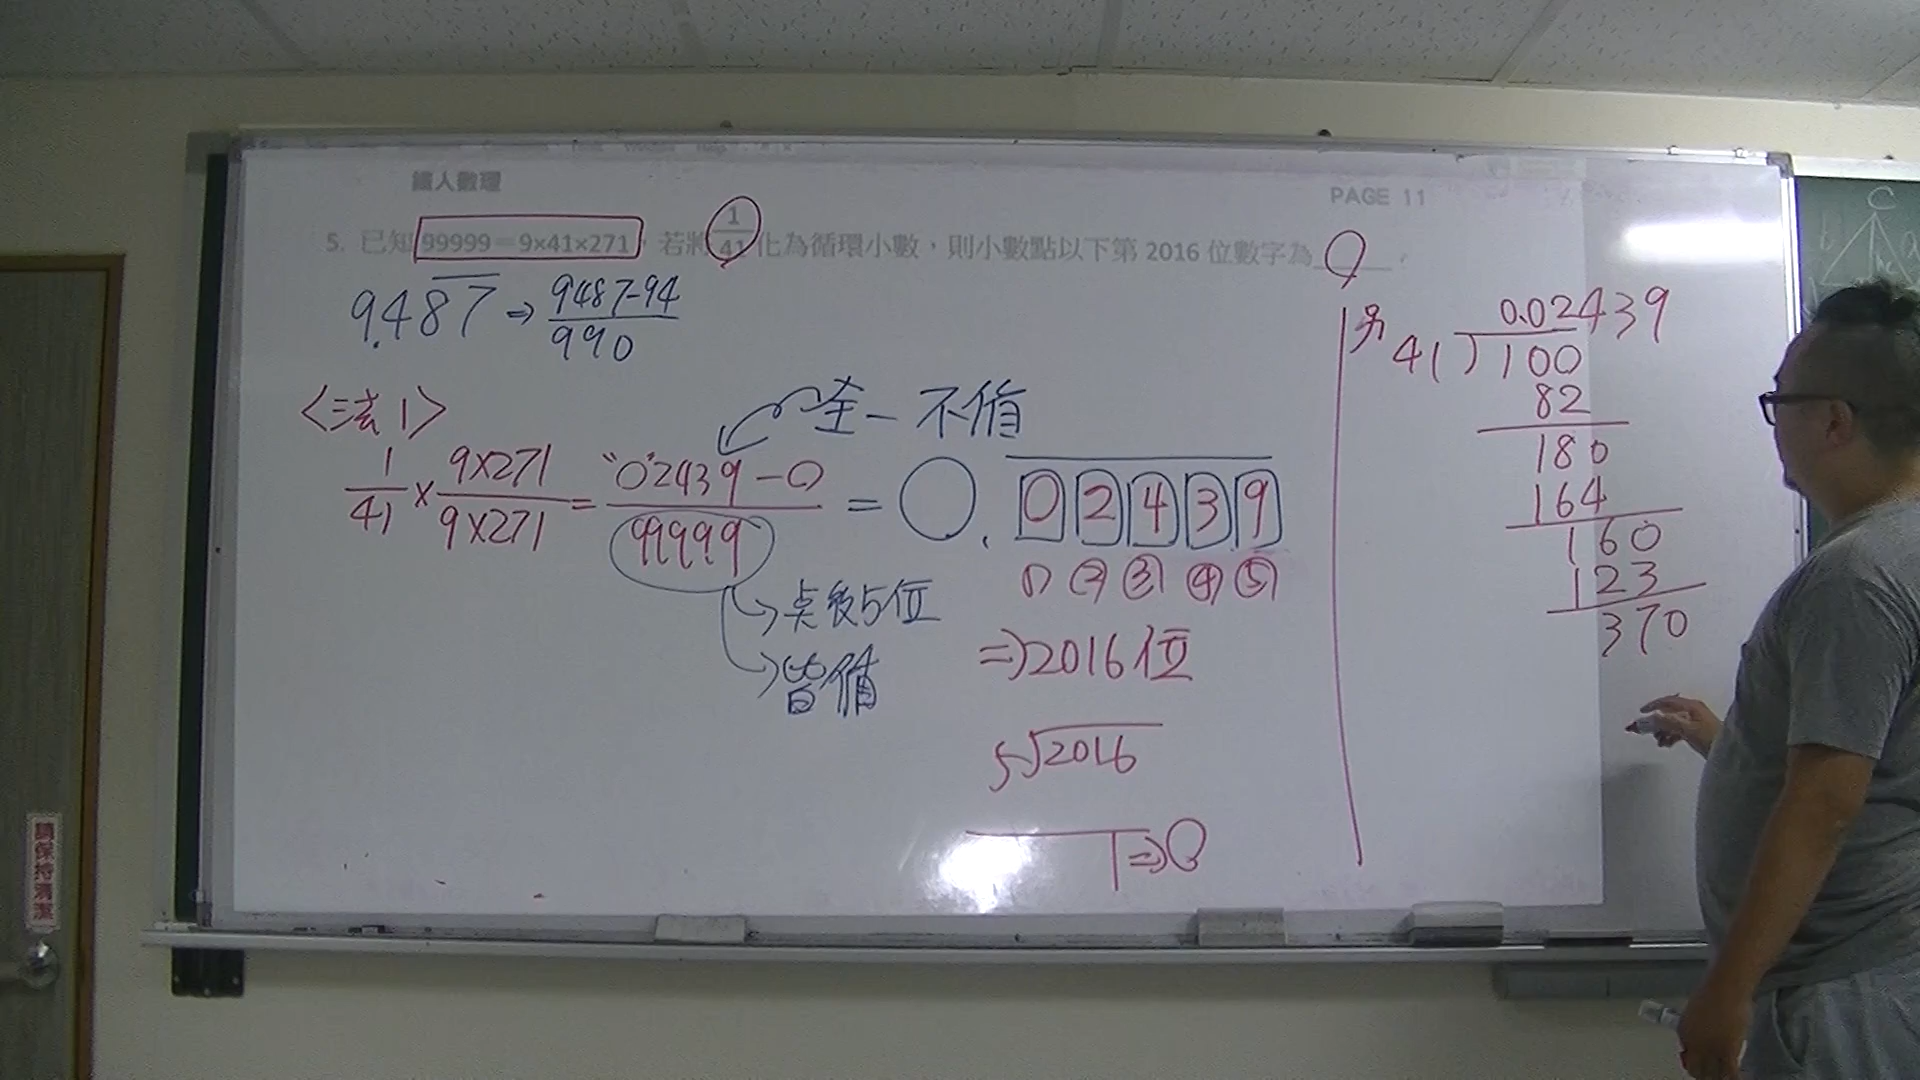 鐵人數理
PAGE 11
5. 已知 99999=9×41×271，若將 1/41 化為循環小數，則小數點以下第 2016 位數字為 0
9.487 ⇒ 9487-94
990
<法1>
全一不循
1/41 × 9×271/9×271 = "0"2439-0/99999 = 0.02439
① ② ③ ④ ⑤
→ 点後5位
→ 皆循
⇒ 2016位
5√2016
1 ⇒ 0
另
0.02439
41)100
82
180
164
160
123
370
請保持清潔
C
b